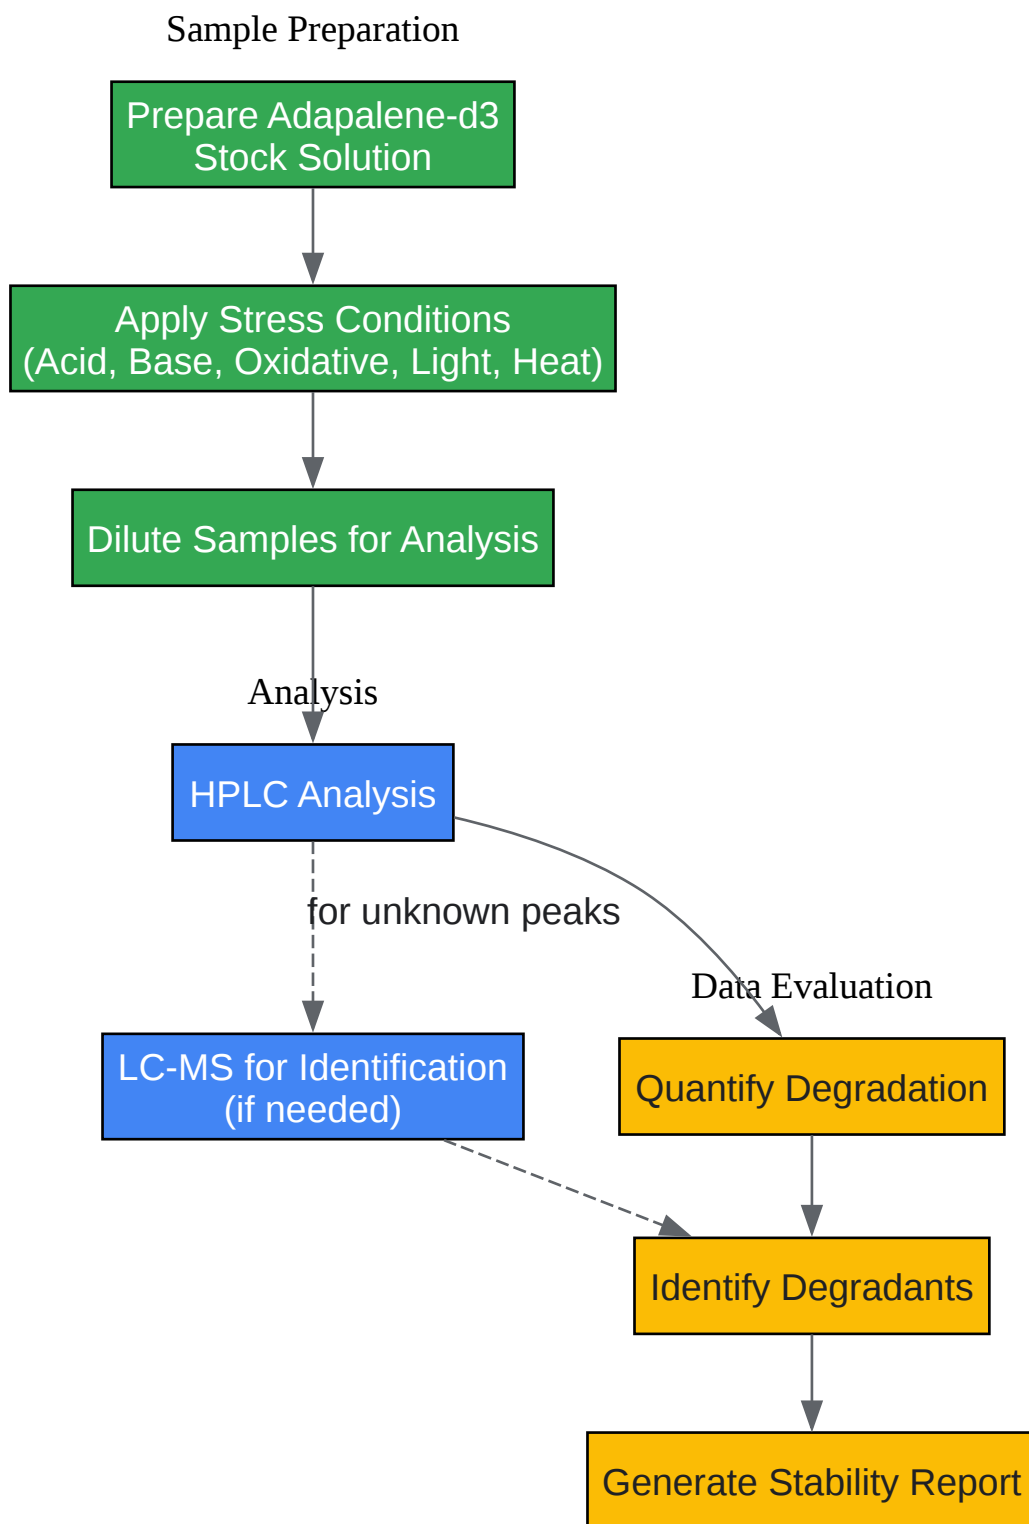 Sample Preparation
Prepare Adapalene-d3
Stock Solution
Apply Stress Conditions
(Acid, Base, Oxidative, Light, Heat)
Dilute Samples for Analysis
Analysis
HPLC Analysis
for unknown peaks
Data Evaluation
LC-MS for Identification
(if needed)
Quantify Degradation
Identify Degradants
Generate Stability Report